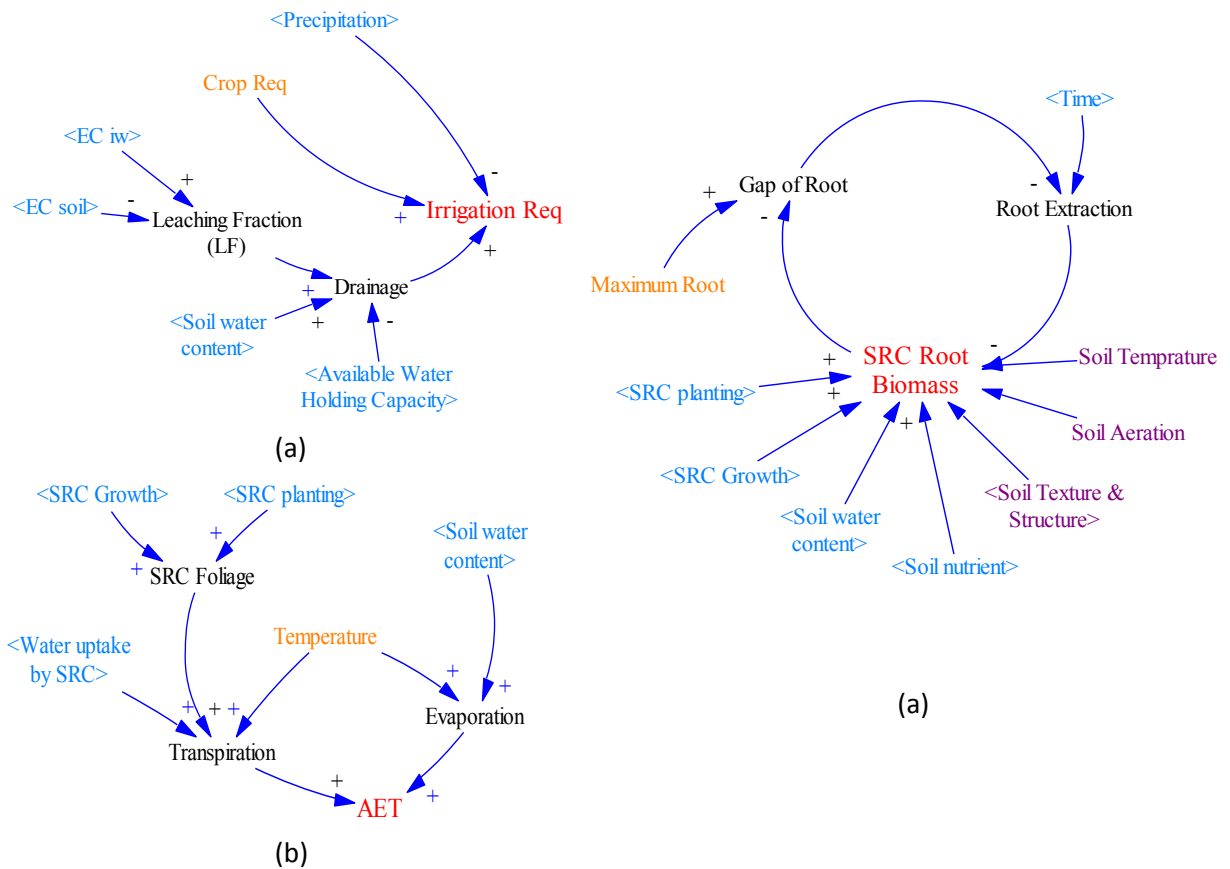 <Precipitation>
Crop Req
<EC iw>
+
-
<EC soil>
-
Leaching Fraction
(LF)
+
Irrigation Req
+
Drainage
+
+
-
<Soil water
content>
<Available Water
Holding Capacity>
(a)
<SRC Growth>
<SRC planting>
<Soil water
content>
+
+
SRC Foliage
<Water uptake
by SRC>
Temperature
+
+
+
+
+
Evaporation
Transpiration
+
+
AET
(b)
<Time>
+
Gap of Root
-
-
Root Extraction
Maximum Root
SRC Root
Biomass
+
-
Soil Temprature
<SRC planting>
+
+
Soil Aeration
<SRC Growth>
<Soil water
content>
<Soil nutrient>
<Soil Texture &
Structure>
(a)